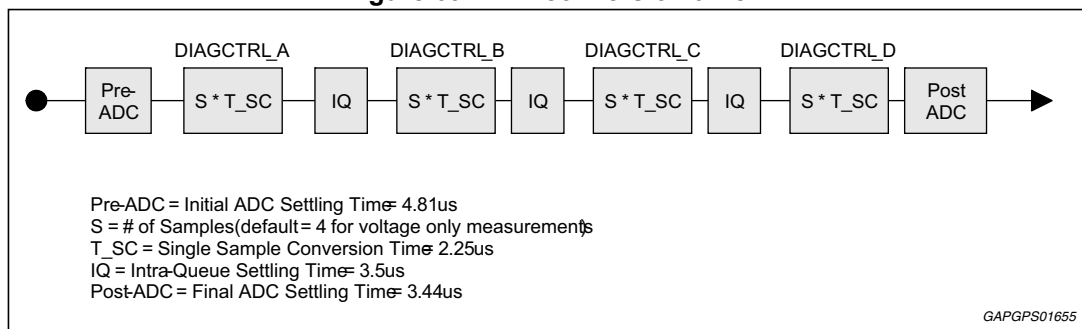 DIAGCTRL_A DIAGCTRL_B DIAGCTRL_C DIAGCTRL_D
Pre-ADC S * T_SC IQ S * T_SC IQ S * T_SC IQ S * T_SC Post ADC
Pre-ADC = Initial ADC Settling Time= 4.81us
S = # of Samples(default = 4 for voltage only measurements)
T_SC = Single Sample Conversion Time= 2.25us
IQ = Intra-Queue Settling Time= 3.5us
Post-ADC = Final ADC Settling Time= 3.44us
GAPGPS01655